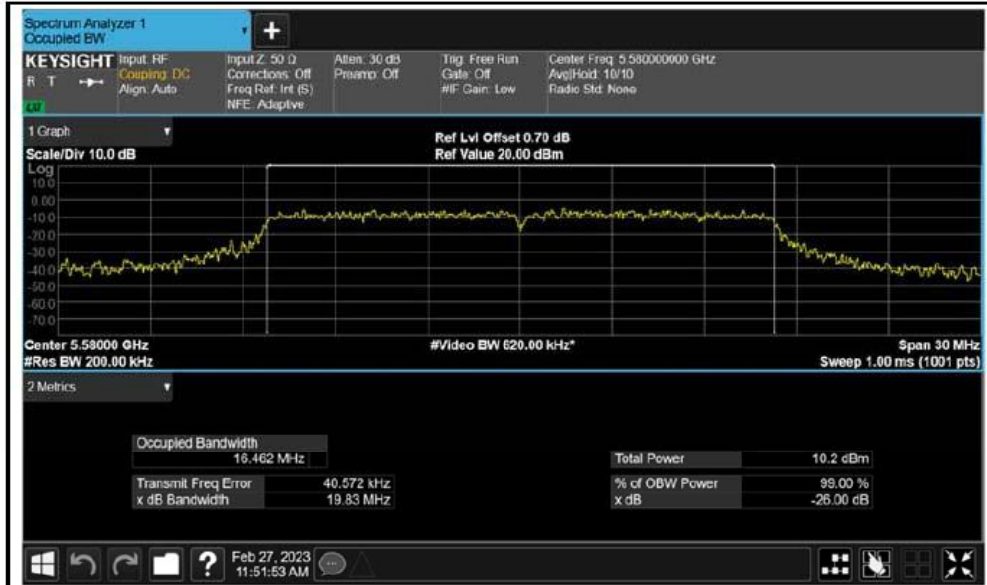 Spectrum Analyzer 1
Occupied BW
KEYSIGHT
R T
Input: RF
Coupling: DC
Align: Auto
Input Z: 50 Ω
Corrections: Off
Freq Ref: Int (S)
NFE: Adaptive
Atten: 30 dB
Preamp: Off
Trig: Free Run
Gate: Off
#IF Gain: Low
Center Freq: 5.580000000 GHz
Avg|Hold: 10/10
Radio Std: None
1 Graph
Scale/Div 10.0 dB
Ref Lvl Offset 0.70 dB
Ref Value 20.00 dBm
Log
10.0
0.00
-10.0
-20.0
-30.0
-40.0
-50.0
-60.0
-70.0
Center 5.58000 GHz
#Video BW 620.00 kHz*
Span 30 MHz
#Res BW 200.00 kHz
Sweep 1.00 ms (1001 pts)
2 Metrics
Occupied Bandwidth
16.462 MHz
Total Power 10.2 dBm
Transmit Freq Error 40.572 kHz
% of OBW Power 99.00 %
x dB Bandwidth 19.83 MHz
x dB -26.00 dB
?
Feb 27, 2023
11:51:53 AM